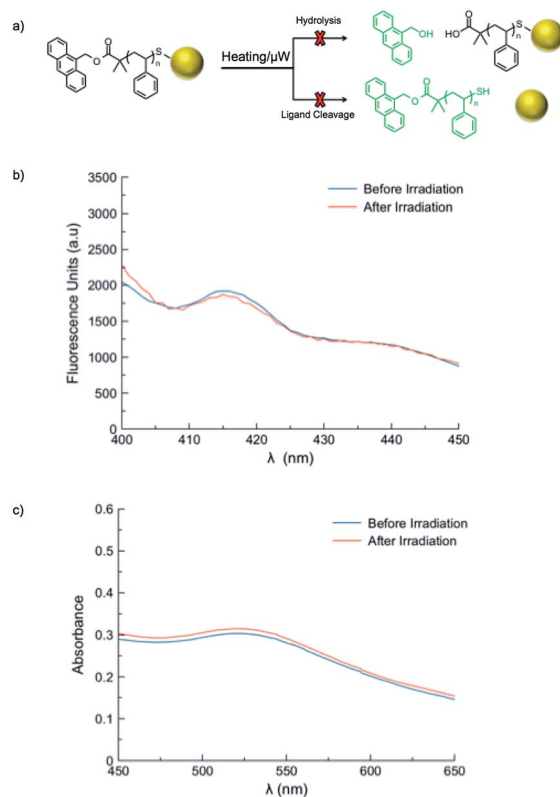 a)
O
O
S
n
Heating/µW
Hydrolysis
Ligand Cleavage
OH
HO
O
S
n
O
O
SH
n
b)
3500
3000
2500
2000
1500
1000
500
0
Fluorescence Units (a.u)
Before Irradiation
After Irradiation
400 410 420 430 440 450
λ (nm)
c)
0.6
0.5
0.4
0.3
0.2
0.1
0
Absorbance
Before Irradiation
After Irradiation
450 500 550 600 650
λ (nm)